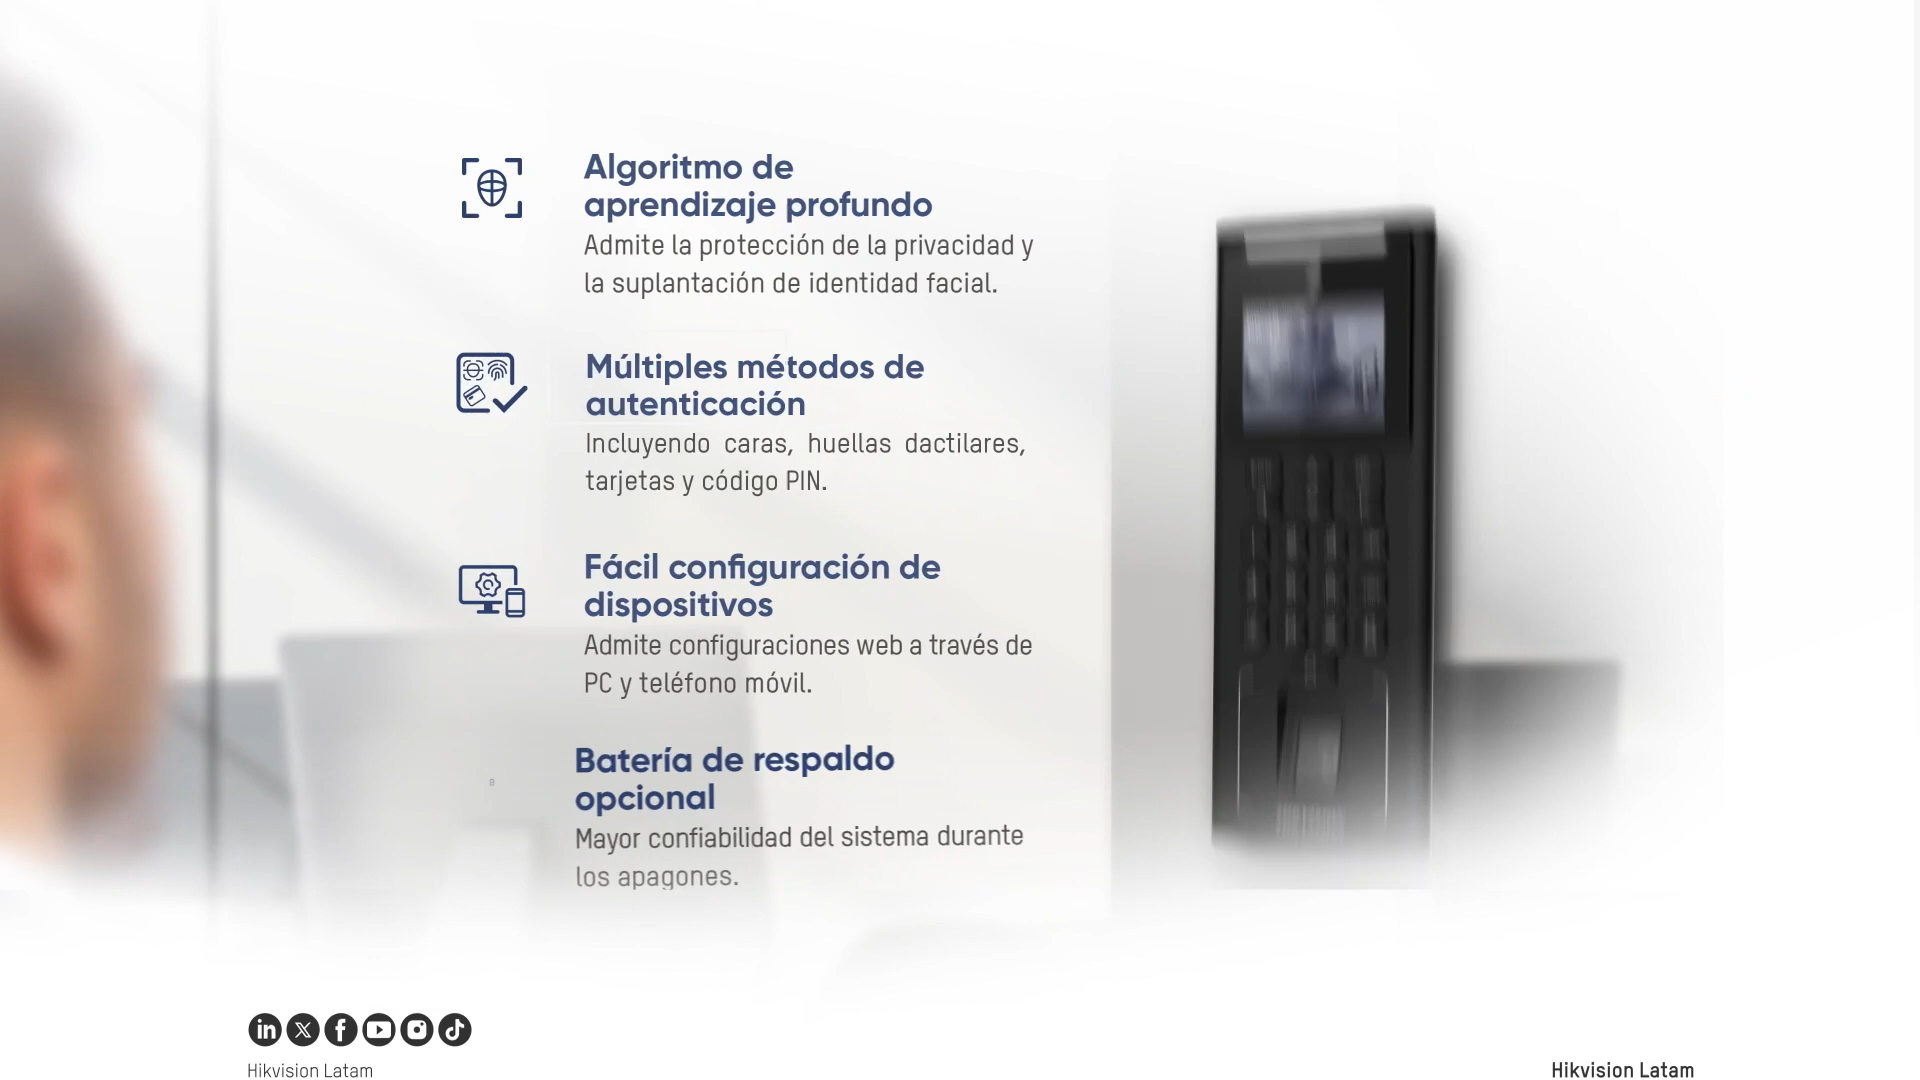 Algoritmo de
aprendizaje profundo
Admite la protección de la privacidad y
la suplantación de identidad facial.
Múltiples métodos de
autenticación
Incluyendo caras, huellas dactilares,
tarjetas y código PIN.
Fácil configuración de
dispositivos
Admite configuraciones web a través de
PC y teléfono móvil.
Batería de respaldo
opcional
Mayor confiabilidad del sistema durante
los apagones.
Hikvision Latam
Hikvision Latam